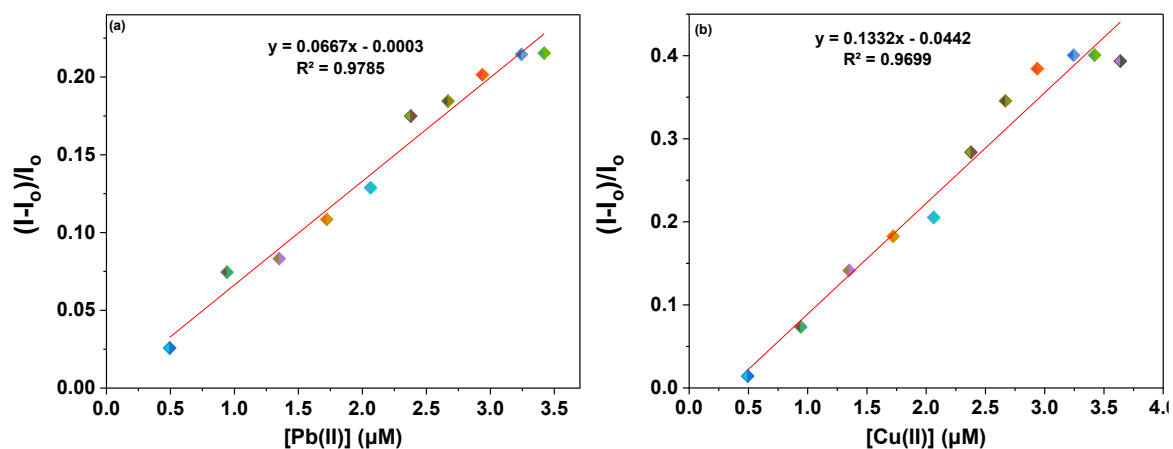 (a)
y = 0.0667x - 0.0003
R² = 0.9785
(I-Iₒ)/Iₒ
0.20
0.15
0.10
0.05
0.00
0.0 0.5 1.0 1.5 2.0 2.5 3.0 3.5
[Pb(II)] (µM)
(b)
y = 0.1332x - 0.0442
R² = 0.9699
(I-Iₒ)/Iₒ
0.4
0.3
0.2
0.1
0.0
0.0 0.5 1.0 1.5 2.0 2.5 3.0 3.5 4.0
[Cu(II)] (µM)